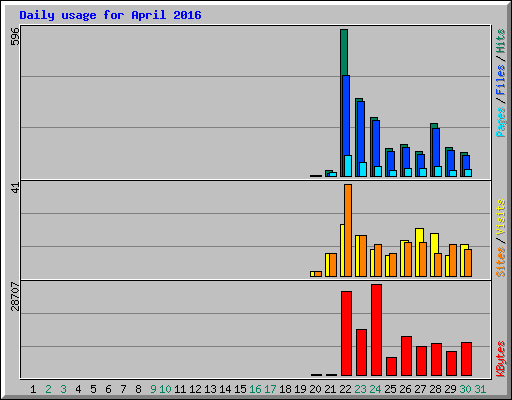 Daily usage for April 2016
596
Pages / Files / Hits
41
Sites / Visits
28707
KBytes
1 2 3 4 5 6 7 8 9 10 11 12 13 14 15 16 17 18 19 20 21 22 23 24 25 26 27 28 29 30 31